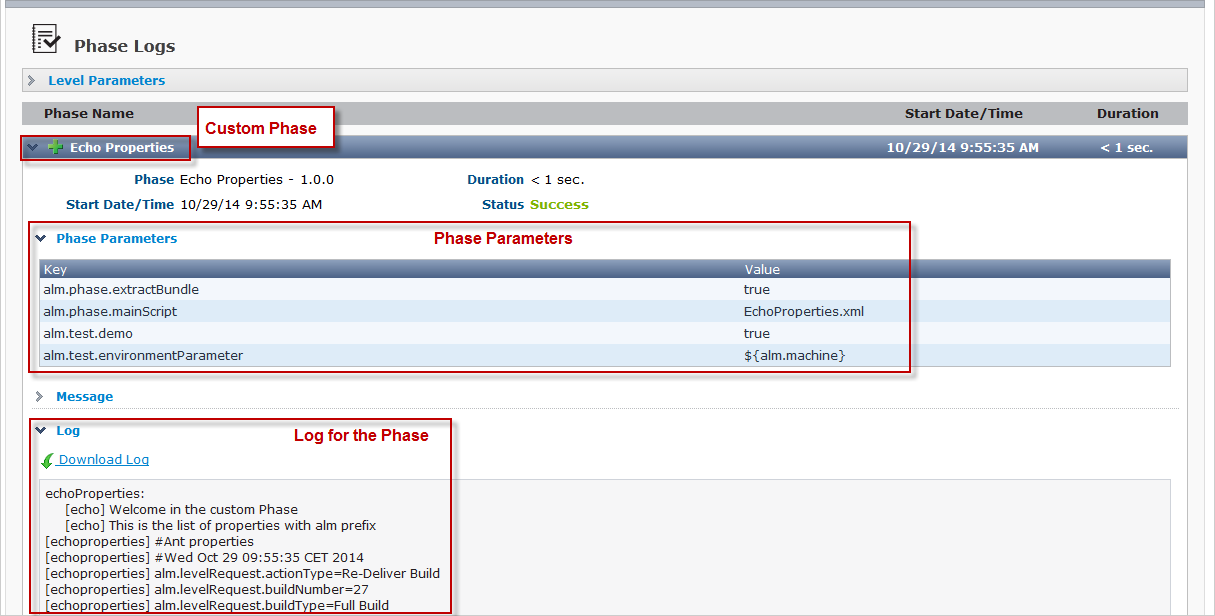 Phase Logs
Level Parameters
Phase Name Start Date/Time Duration
Custom Phase
Echo Properties 10/29/14 9:55:35 AM < 1 sec.
Phase Echo Properties - 1.0.0 Duration < 1 sec.
Start Date/Time 10/29/14 9:55:35 AM Status Success
Phase Parameters Phase Parameters
Key Value
alm.phase.extractBundle true
alm.phase.mainScript EchoProperties.xml
alm.test.demo true
alm.test.environmentParameter ${alm.machine}
Message
Log Log for the Phase
Download Log
echoProperties:
[echo] Welcome in the custom Phase
[echo] This is the list of properties with alm prefix
[echoproperties] #Ant properties
[echoproperties] #Wed Oct 29 09:55:35 CET 2014
[echoproperties] alm.levelRequest.actionType=Re-Deliver Build
[echoproperties] alm.levelRequest.buildNumber=27
[echoproperties] alm.levelRequest.buildType=Full Build